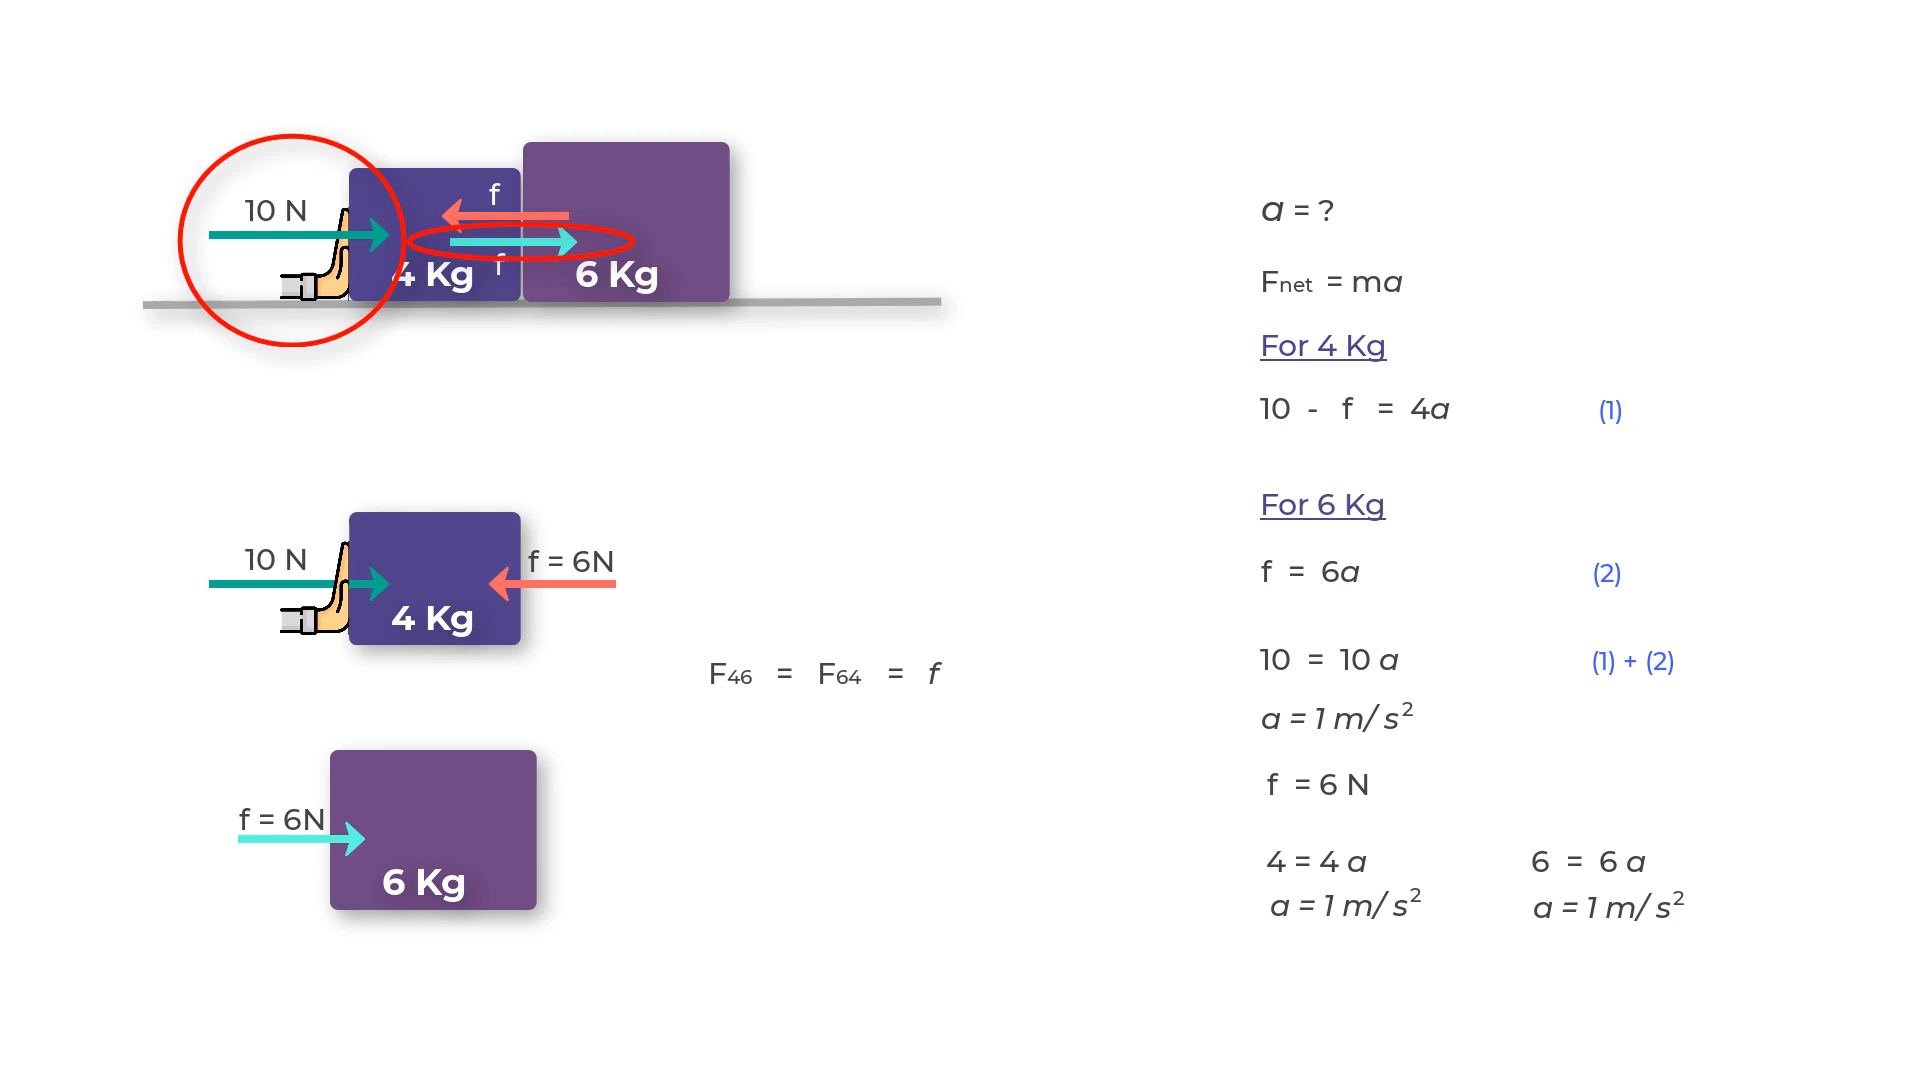 10 N
f
f
4 Kg
6 Kg
10 N
f = 6N
4 Kg
F46 = F64 = f
f = 6N
6 Kg
a = ?
Fnet = ma
For 4 Kg
10 - f = 4a (1)
For 6 Kg
f = 6a (2)
10 = 10 a (1) + (2)
a = 1 m/ s²
f = 6 N
4 = 4 a 6 = 6 a
a = 1 m/ s² a = 1 m/ s²